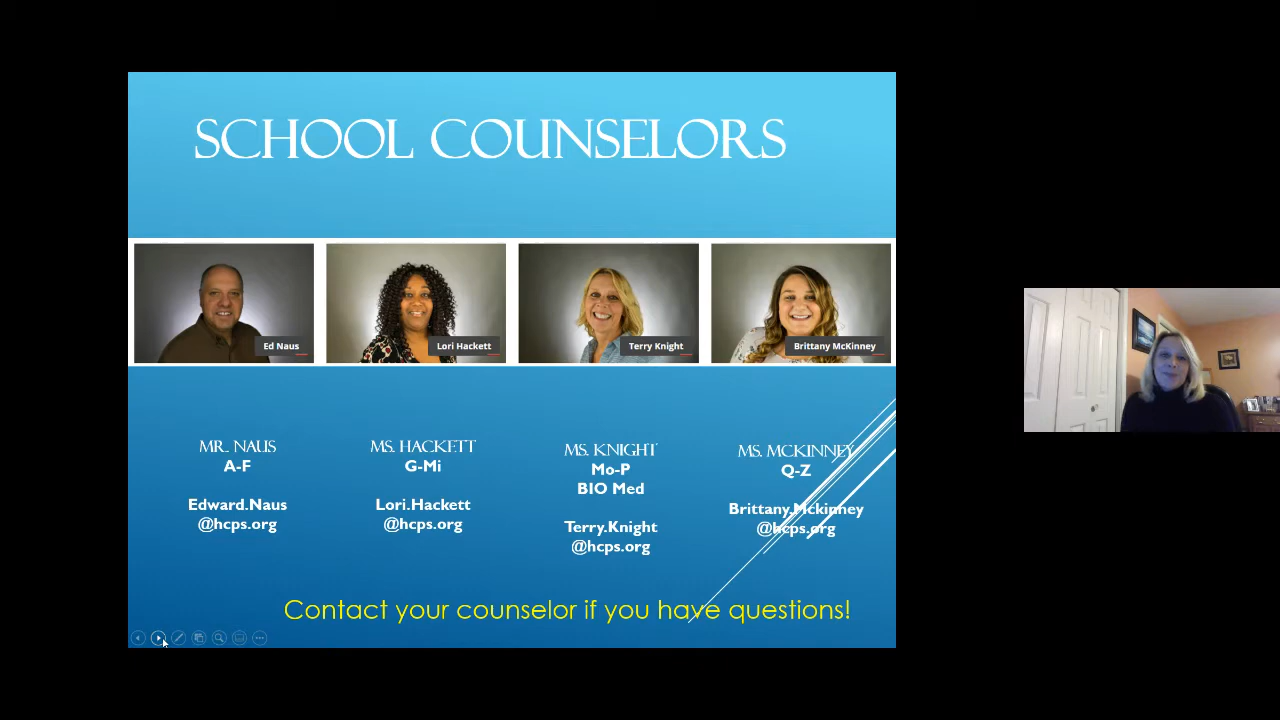 SCHOOL COUNSELORS
Ed Naus
Lori Hackett
Terry Knight
Brittany McKinney
MR. NAUS
A-F
Edward.Naus
@hcps.org
MS. HACKETT
G-Mi
Lori.Hackett
@hcps.org
MS. KNIGHT
Mo-P
BIO Med
Terry.Knight
@hcps.org
MS. MCKINNEY
Q-Z
Brittany.Mckinney
@hcps.org
Contact your counselor if you have questions!